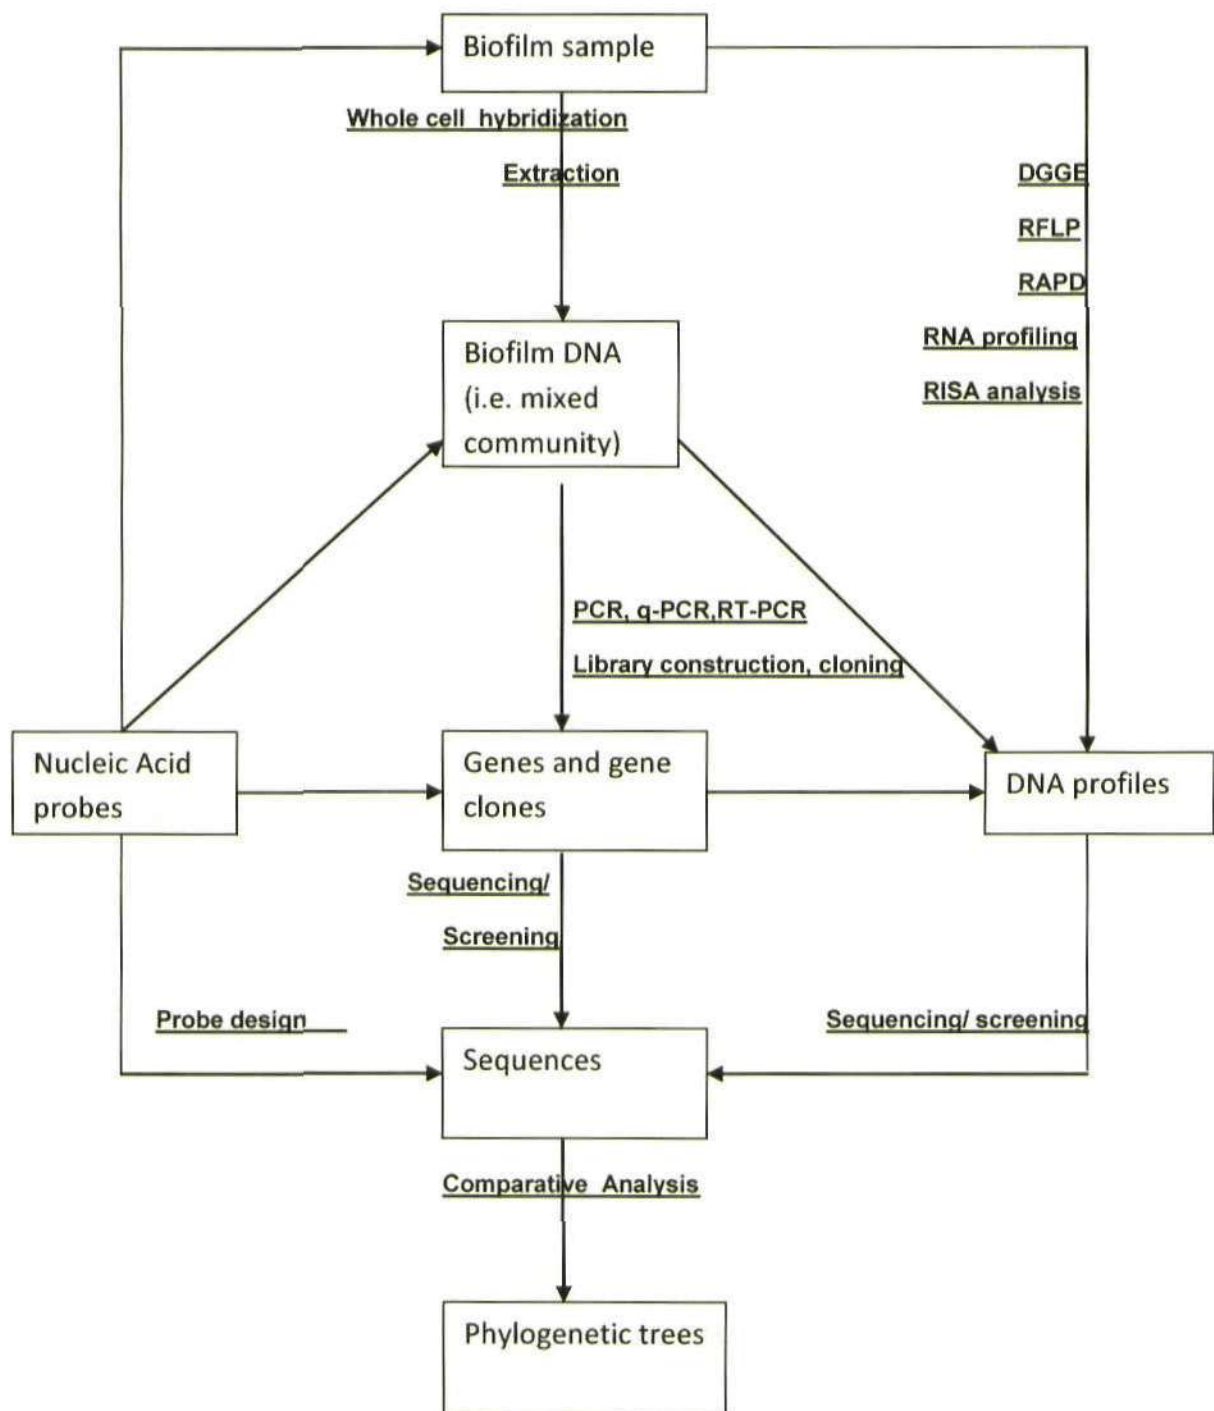 Biofilm sample
Whole cell hybridization
Extraction
DGGE
RFLP
RAPD
RNA profiling
RISA analysis
Biofilm DNA
(i.e. mixed
community)
PCR, q-PCR,RT-PCR
Library construction, cloning
Nucleic Acid
probes
Genes and gene
clones
DNA profiles
Sequencing/
Screening
Probe design
Sequencing/ screening
Sequences
Comparative Analysis
Phylogenetic trees